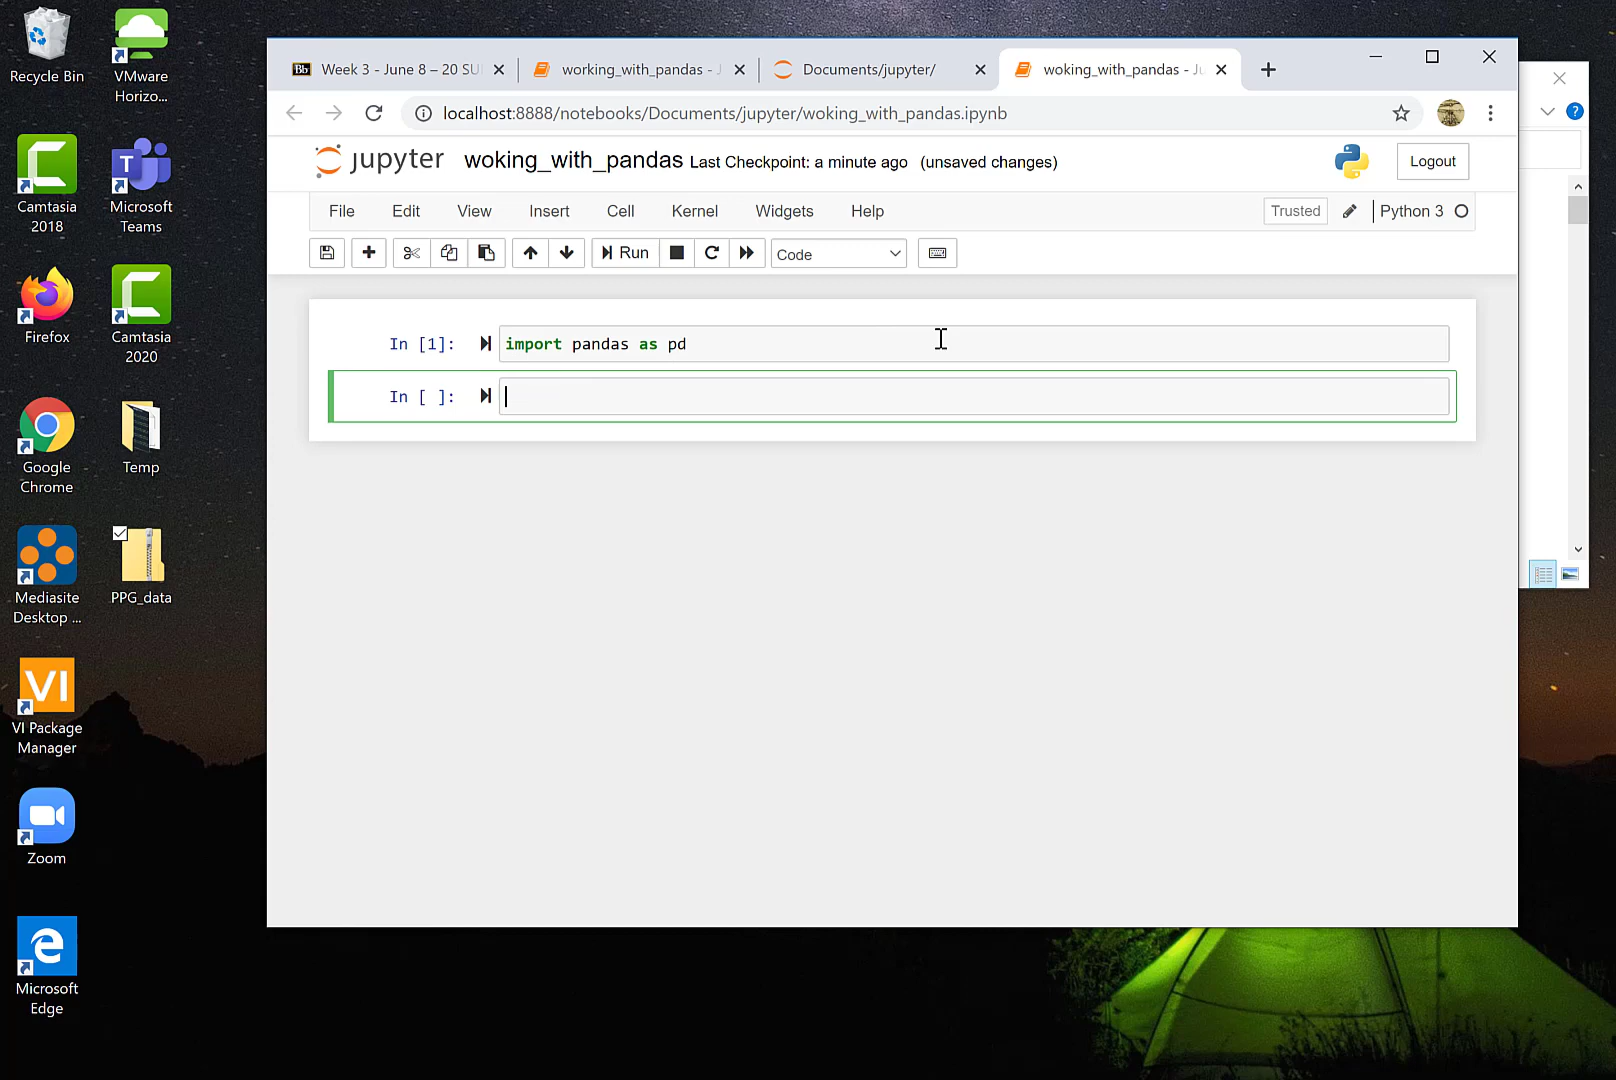 Recycle Bin
VMware
Horizo...
Camtasia
2018
Microsoft
Teams
Firefox
Camtasia
2020
Google
Chrome
Temp
Mediasite
Desktop ...
PPG_data
VI
VI Package
Manager
Zoom
Microsoft
Edge
Bb Week 3 - June 8 – 20 SU
working_with_pandas - J
Documents/jupyter/
woking_with_pandas - Ju
localhost:8888/notebooks/Documents/jupyter/woking_with_pandas.ipynb
jupyter woking_with_pandas Last Checkpoint: a minute ago (unsaved changes)
Logout
File Edit View Insert Cell Kernel Widgets Help
Trusted Python 3
Run Code
In [1]: import pandas as pd
In [ ]: